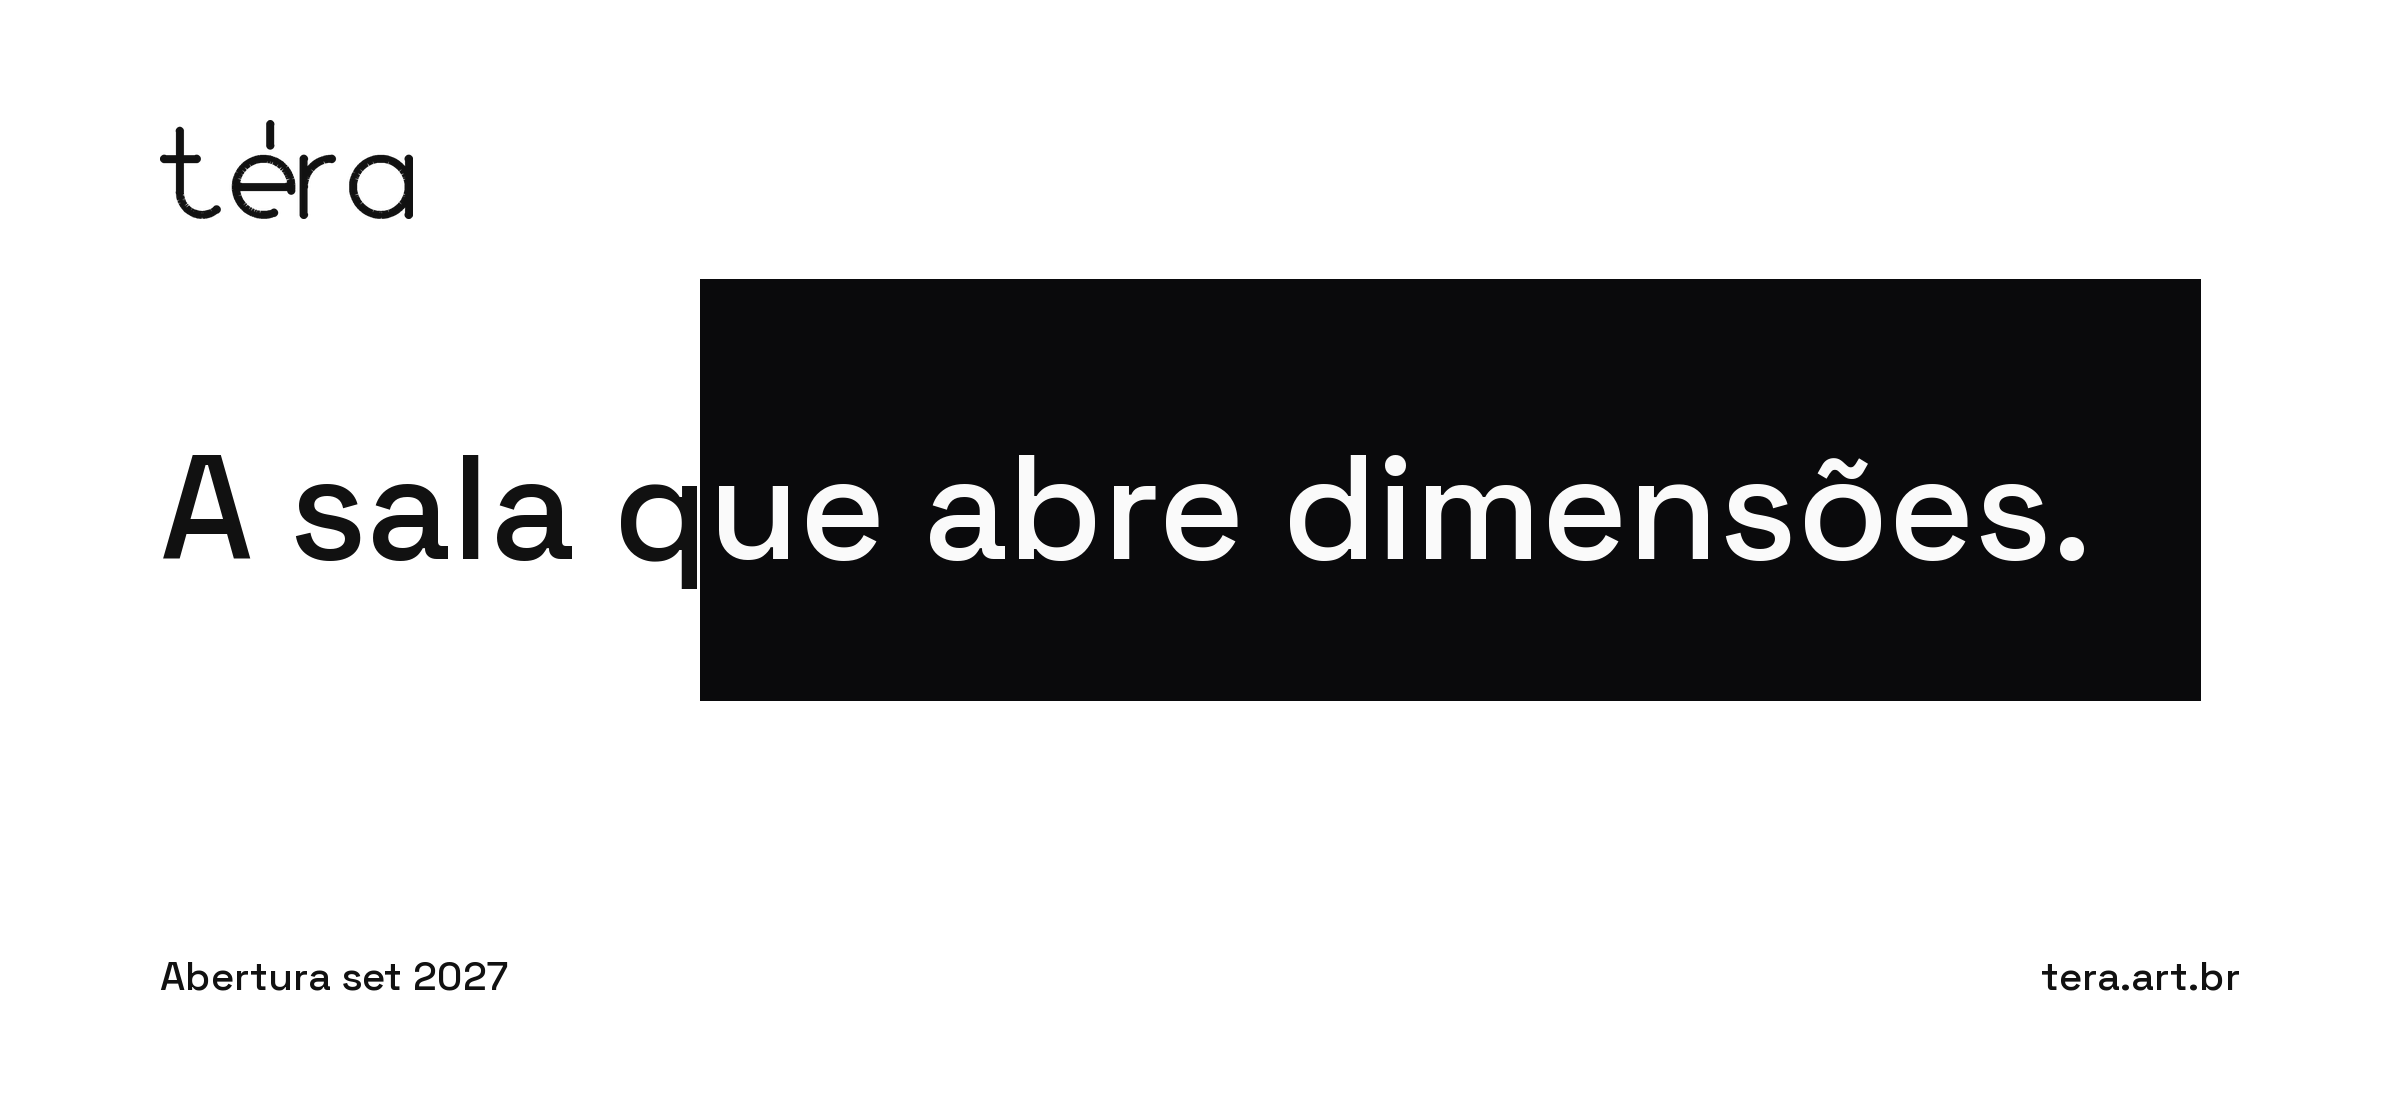 téra
A sala que abre dimensões.
Abertura set 2027
tera.art.br